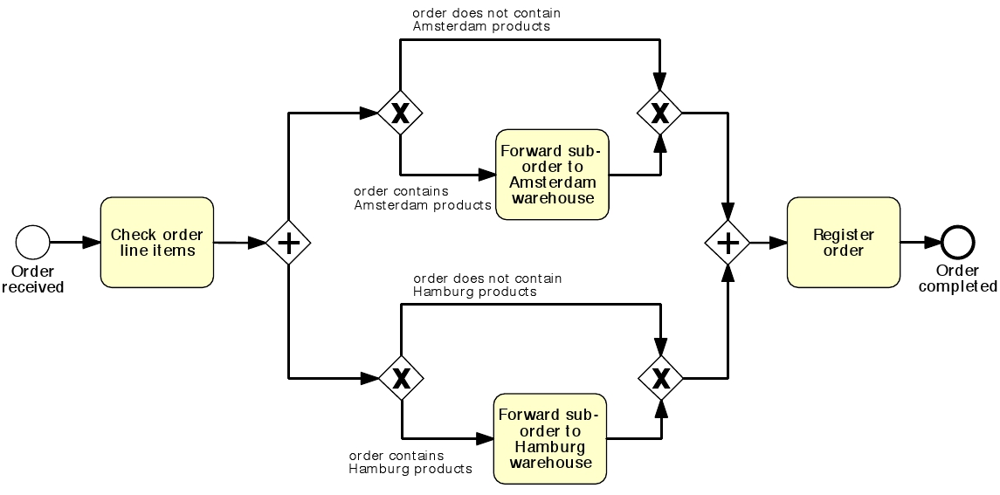 order does not contain
Amsterdam products
X
X
Forward sub-
order to
Amsterdam
warehouse
order contains
Amsterdam products
Check order
line items
+
+
Register
order
Order
received
Order
completed
order does not contain
Hamburg products
X
X
Forward sub-
order to
Hamburg
warehouse
order contains
Hamburg products